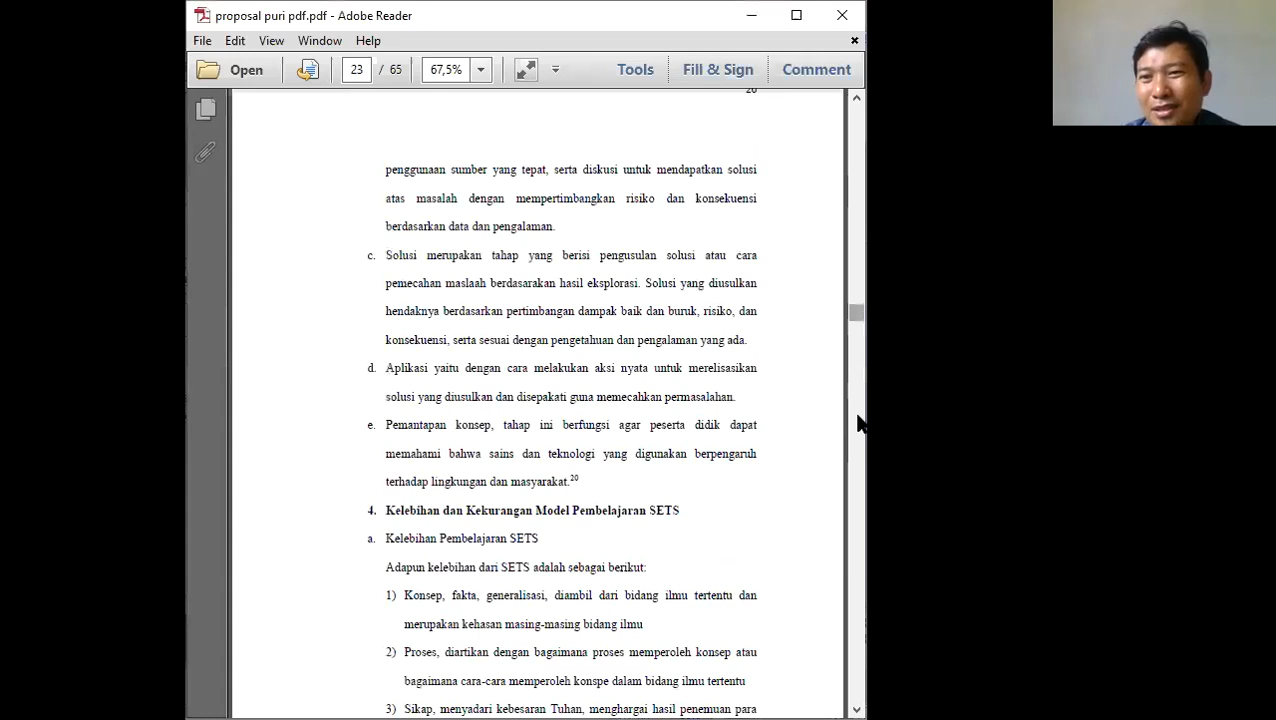 proposal puri pdf.pdf - Adobe Reader
File Edit View Window Help
Open 23 / 65 67,5% Tools Fill & Sign Comment
20
penggunaan sumber yang tepat, serta diskusi untuk mendapatkan solusi
atas masalah dengan mempertimbangkan risiko dan konsekuensi
berdasarkan data dan pengalaman.
c. Solusi merupakan tahap yang berisi pengusulan solusi atau cara
pemecahan maslaah berdasarakan hasil eksplorasi. Solusi yang diusulkan
hendaknya berdasarkan pertimbangan dampak baik dan buruk, risiko, dan
konsekuensi, serta sesuai dengan pengetahuan dan pengalaman yang ada.
d. Aplikasi yaitu dengan cara melakukan aksi nyata untuk merelisasikan
solusi yang diusulkan dan disepakati guna memecahkan permasalahan.
e. Pemantapan konsep, tahap ini berfungsi agar peserta didik dapat
memahami bahwa sains dan teknologi yang digunakan berpengaruh
terhadap lingkungan dan masyarakat.20
4. Kelebihan dan Kekurangan Model Pembelajaran SETS
a. Kelebihan Pembelajaran SETS
Adapun kelebihan dari SETS adalah sebagai berikut:
1) Konsep, fakta, generalisasi, diambil dari bidang ilmu tertentu dan
merupakan kehasan masing-masing bidang ilmu
2) Proses, diartikan dengan bagaimana proses memperoleh konsep atau
bagaimana cara-cara memperoleh konspe dalam bidang ilmu tertentu
3) Sikap, menyadari kebesaran Tuhan, menghargai hasil penemuan para